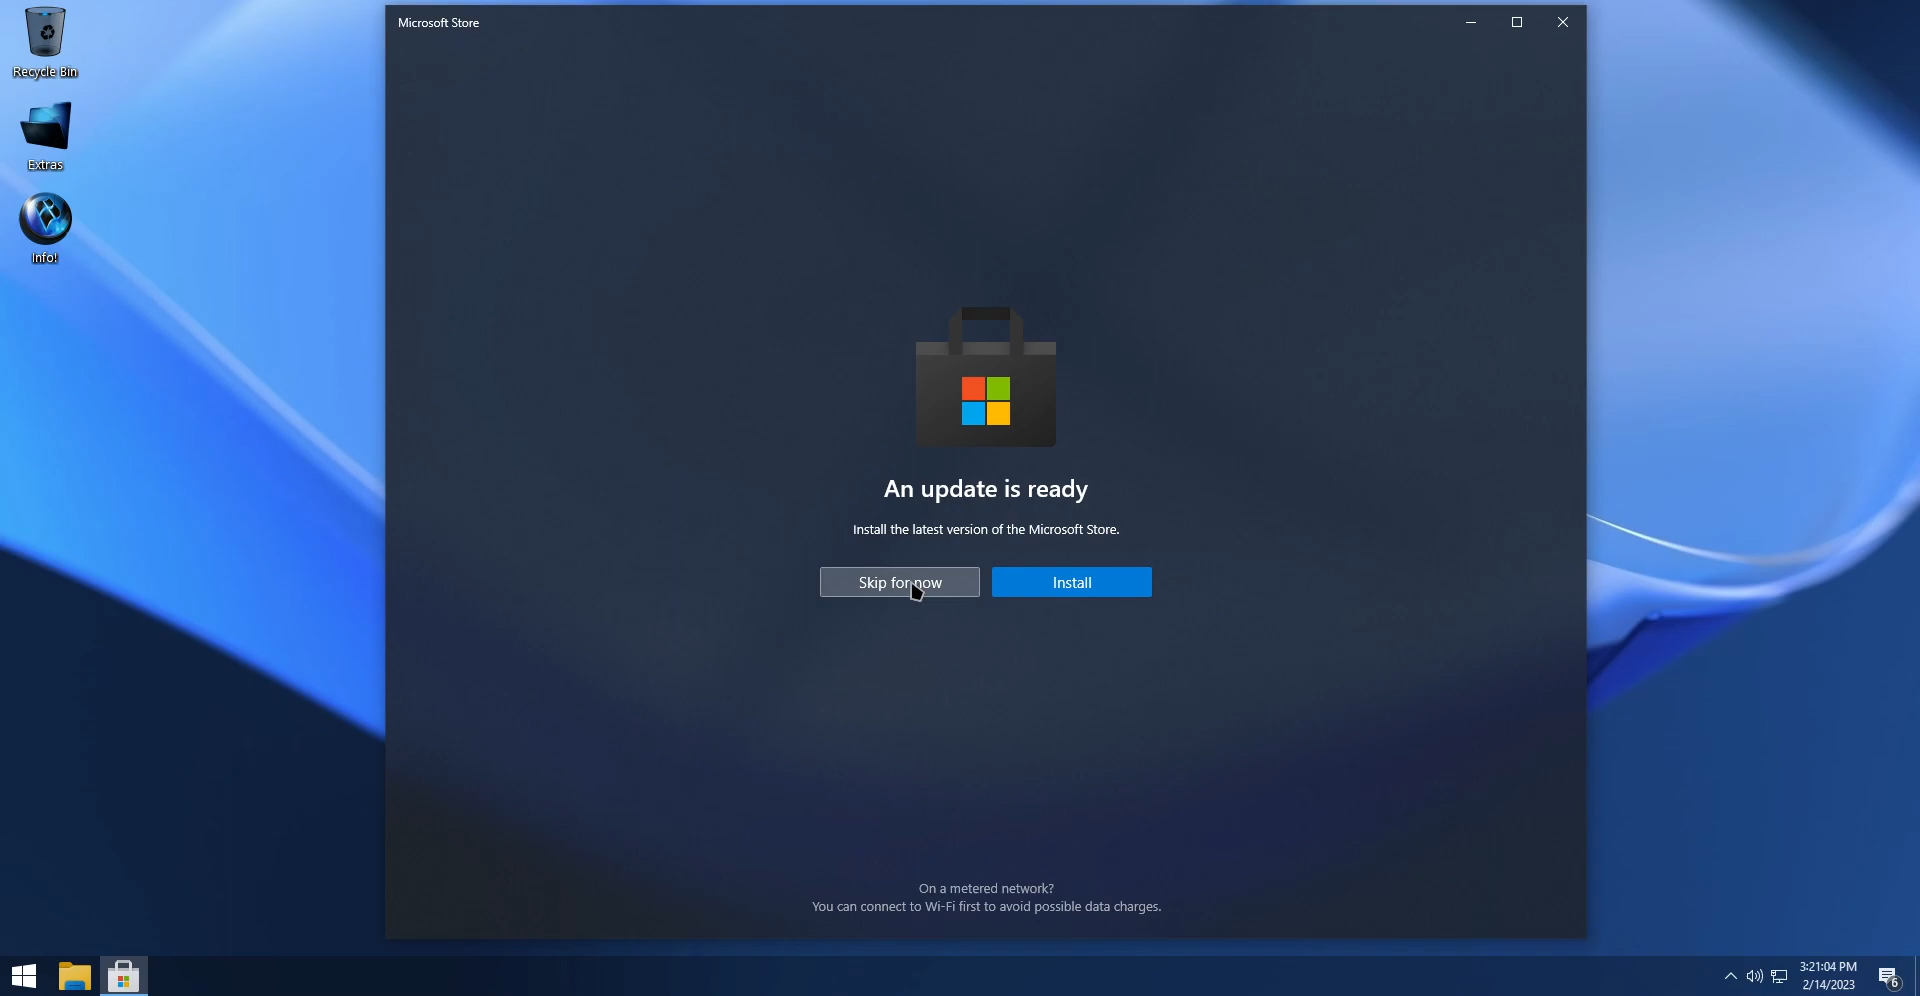 Microsoft Store
Recycle Bin
Extras
Info!
An update is ready
Install the latest version of the Microsoft Store.
Skip for now
Install
On a metered network?
You can connect to Wi-Fi first to avoid possible data charges.
3:21:04 PM
2/14/2023
6